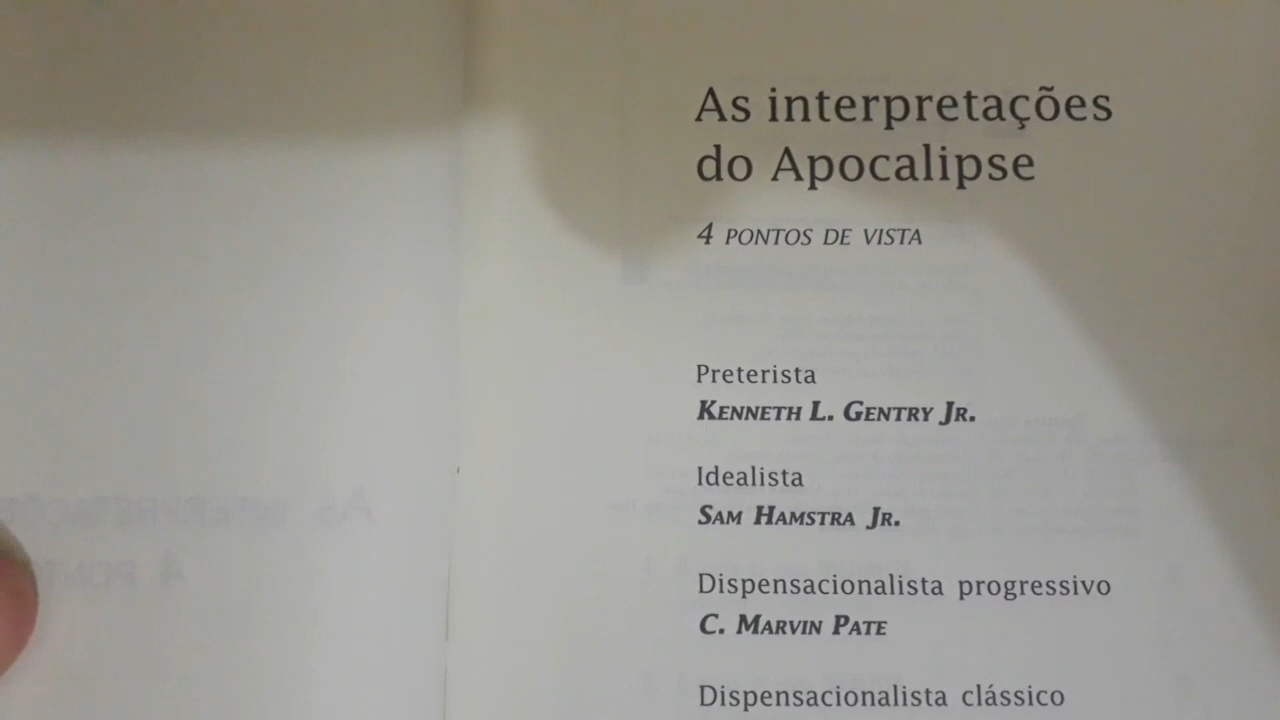 As interpretações
do Apocalipse
4 PONTOS DE VISTA
Preterista
KENNETH L. GENTRY JR.
Idealista
SAM HAMSTRA JR.
Dispensacionalista progressivo
C. MARVIN PATE
Dispensacionalista clássico